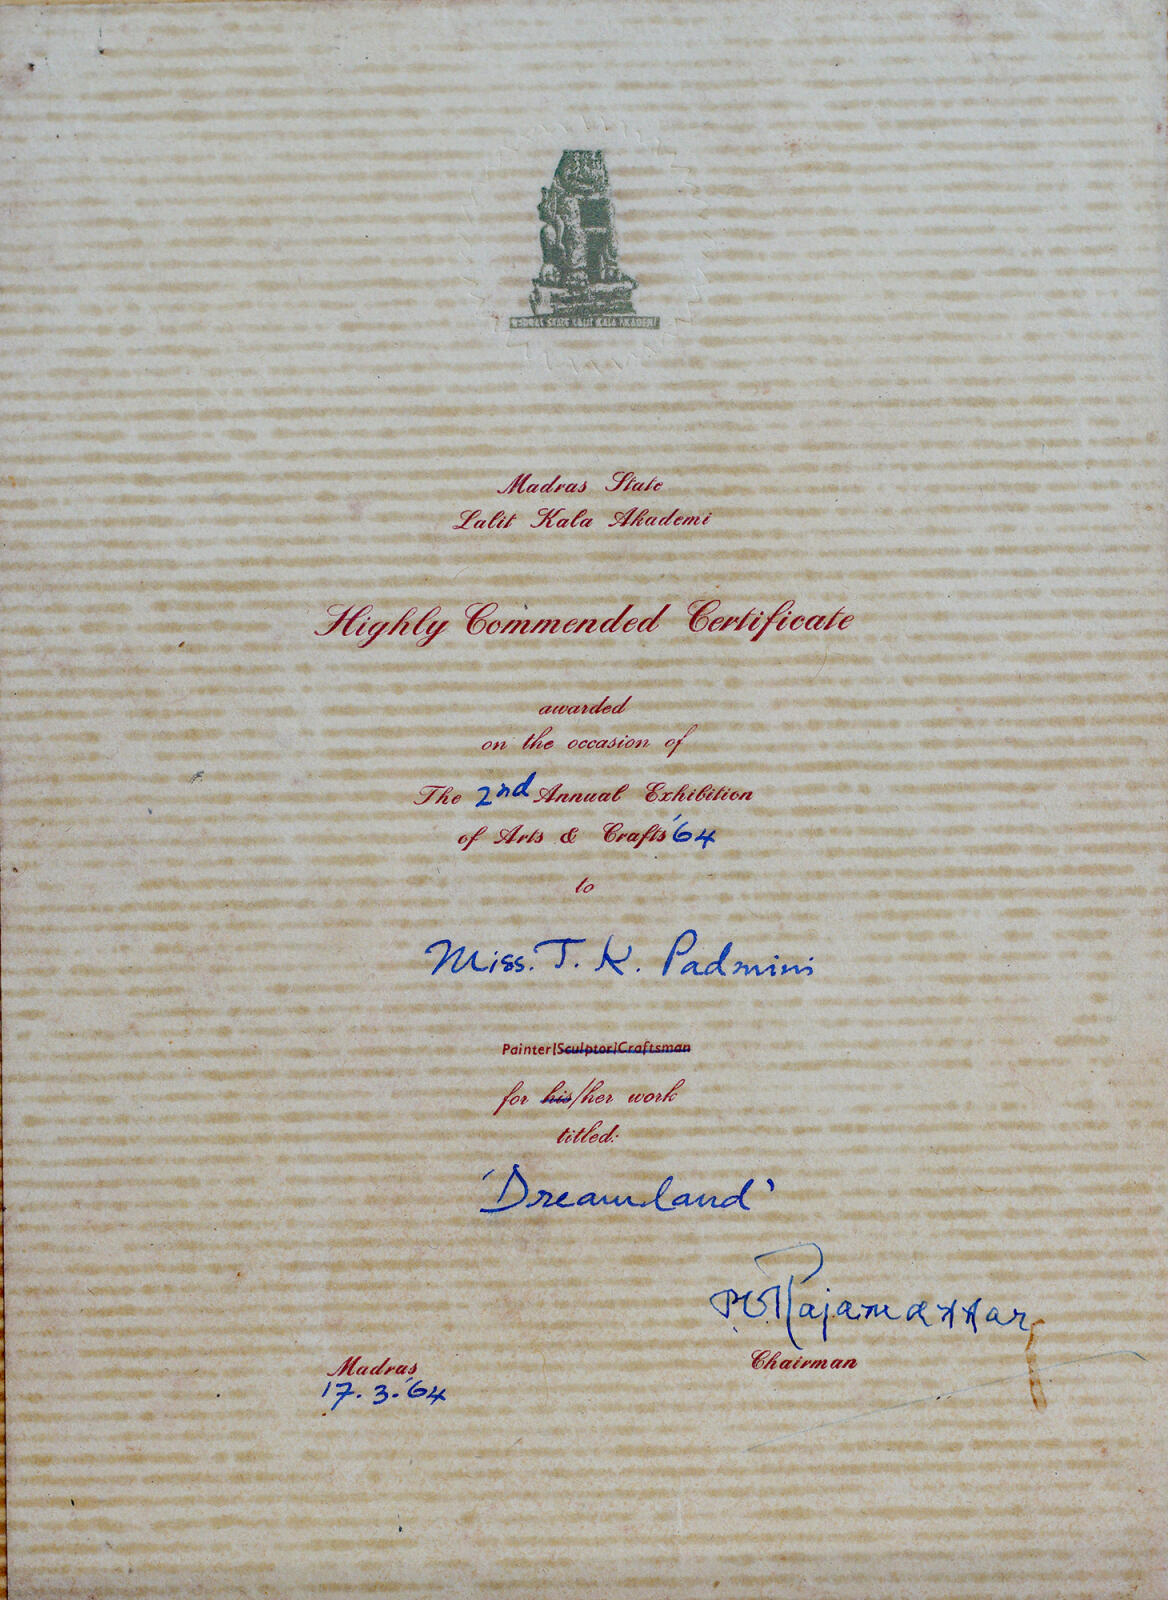 MADRAS STATE LALIT KALA AKADEMI
Madras State
Lalit Kala Akademi
Highly Commended Certificate
awarded
on the occasion of
The 2nd Annual Exhibition
of Arts & Crafts '64
to
Miss. T. K. Padmini
Painter|Sculptor|Craftsman
for his/her work
titled:
'Dreamland'
P.V. Rajamannar
Chairman
Madras
17.3.'64